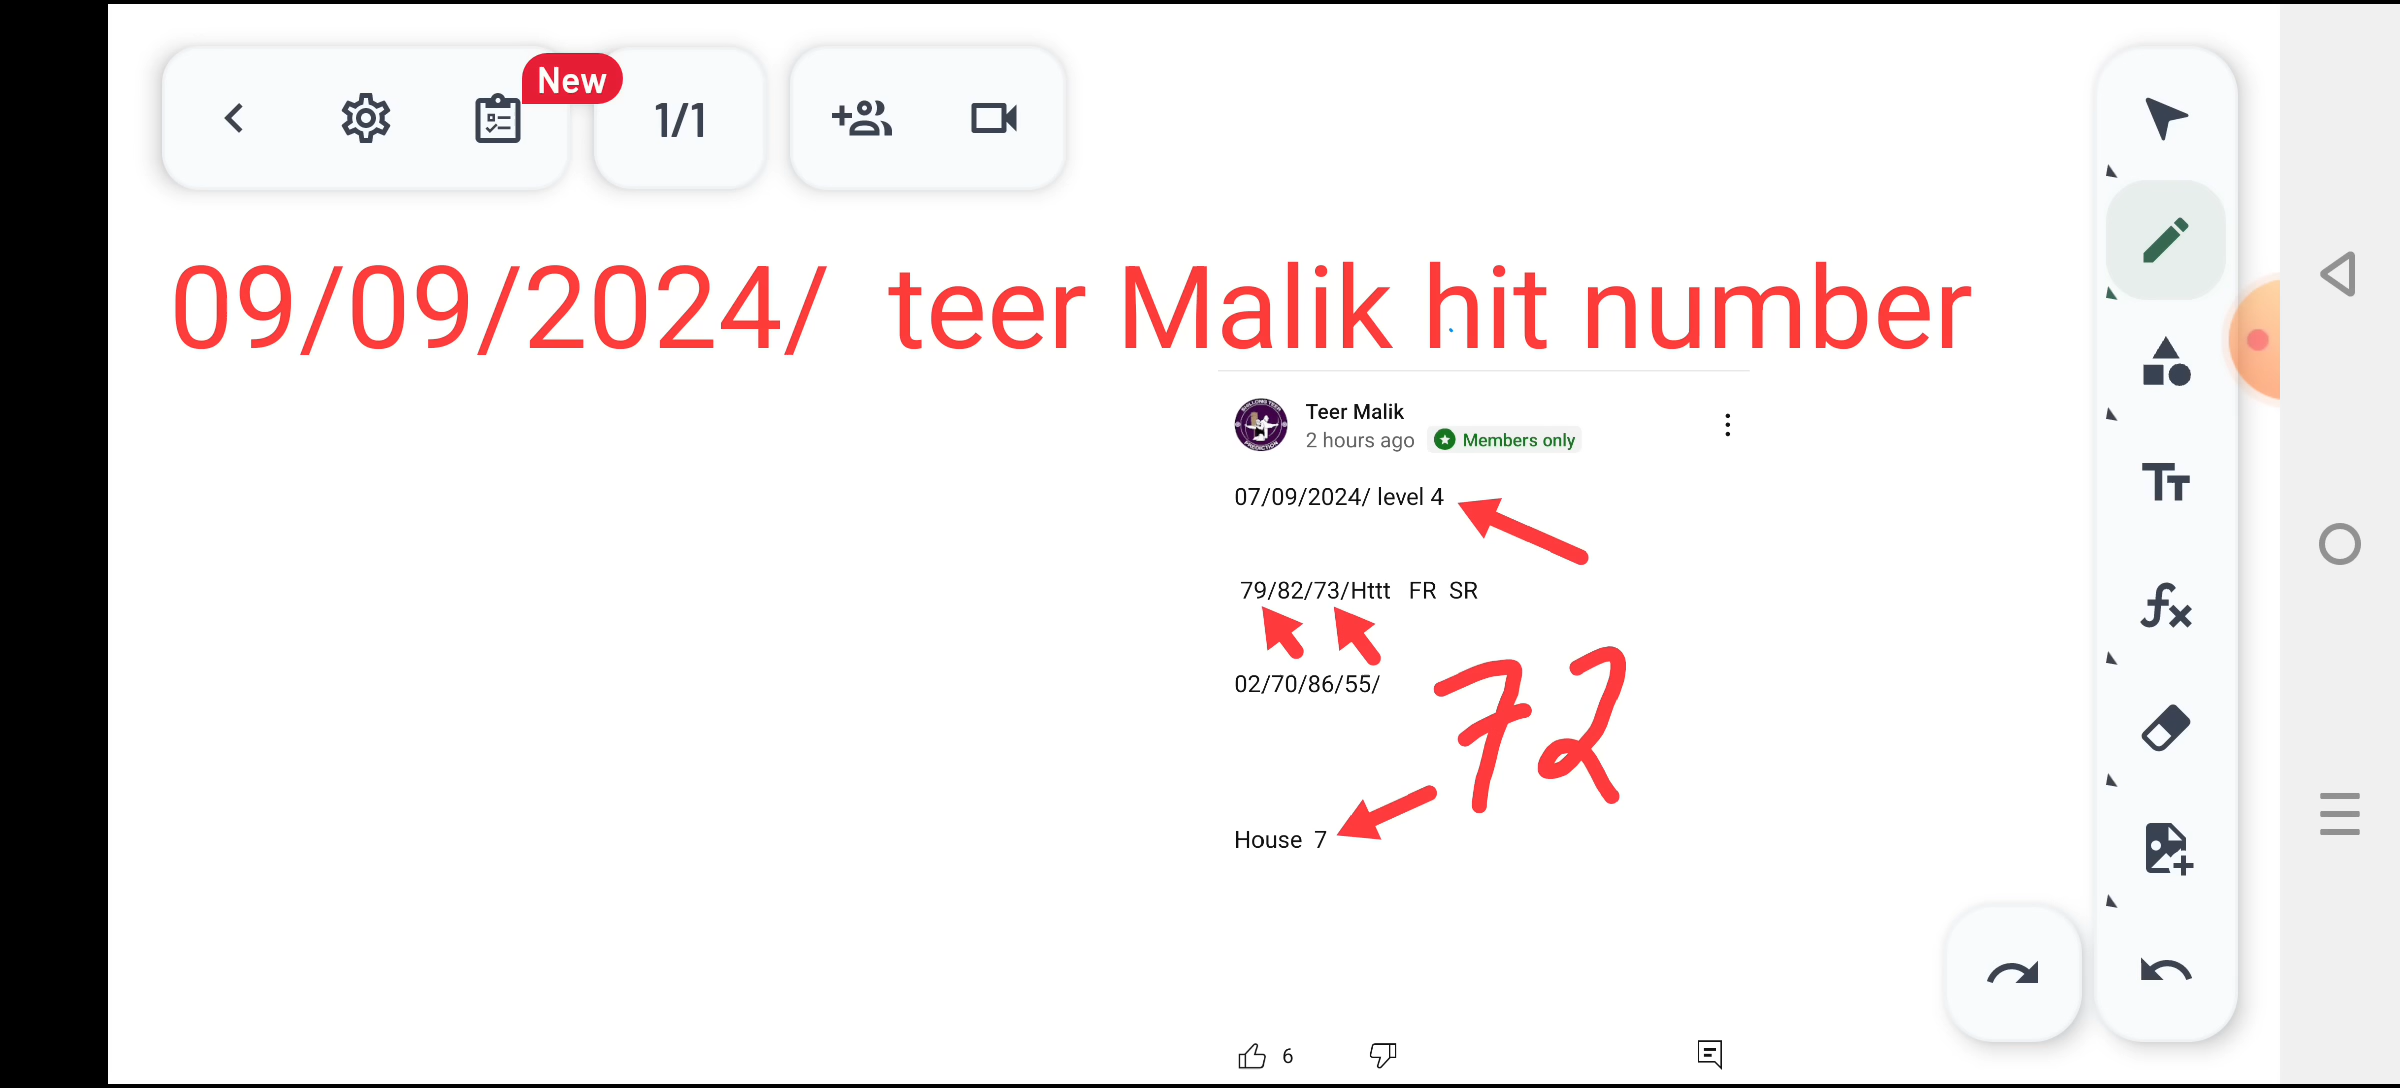 New
1/1
09/09/2024/ teer Malik hit number
Teer Malik
2 hours ago Members only
07/09/2024/ level 4
79/82/73/Httt FR SR
02/70/86/55/
72
House 7
6